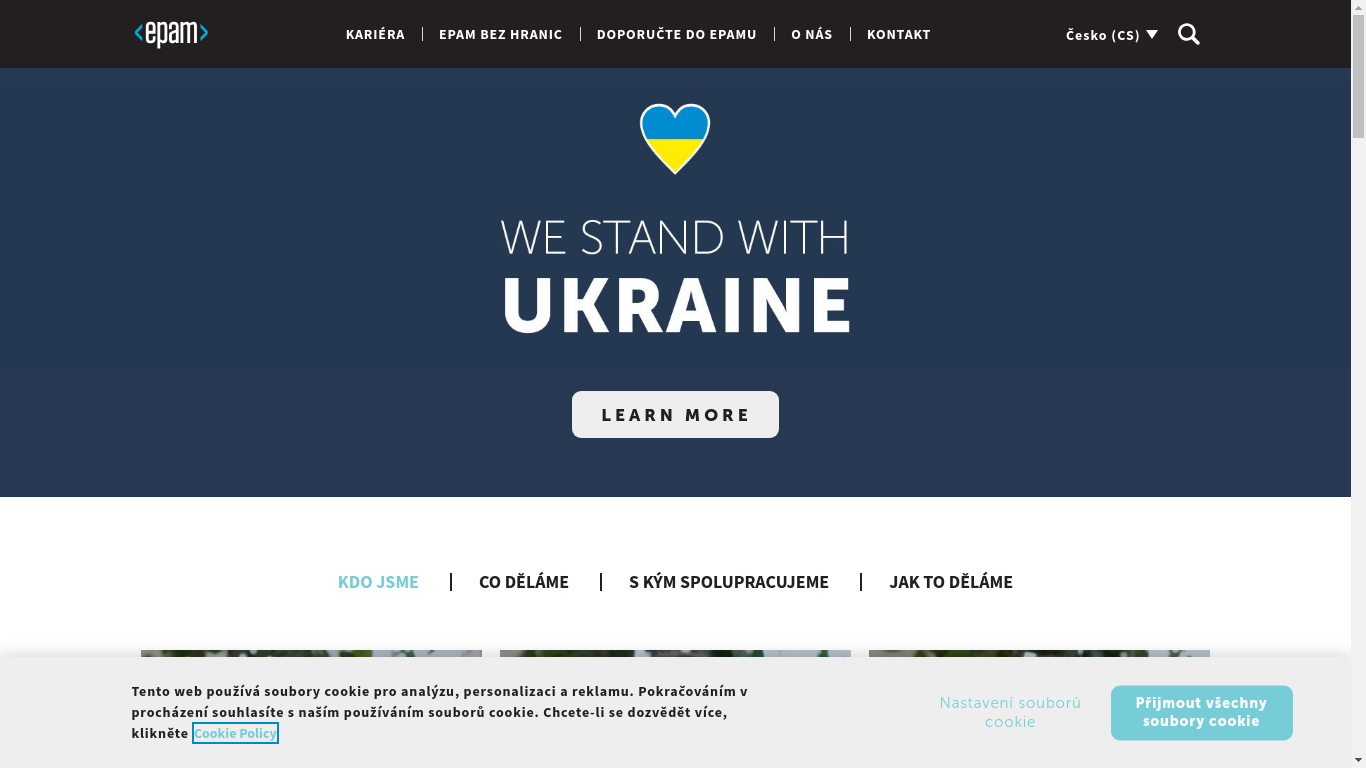 <epam>
KARIÉRA
EPAM BEZ HRANIC
DOPORUČTE DO EPAMU
O NÁS
KONTAKT
Česko (CS)
WE STAND WITH
UKRAINE
LEARN MORE
KDO JSME
CO DĚLÁME
S KÝM SPOLUPRACUJEME
JAK TO DĚLÁME
Tento web používá soubory cookie pro analýzu, personalizaci a reklamu. Pokračováním v
procházení souhlasíte s naším používáním souborů cookie. Chcete-li se dozvědět více,
klikněte Cookie Policy
Nastavení souborů
cookie
Přijmout všechny
soubory cookie